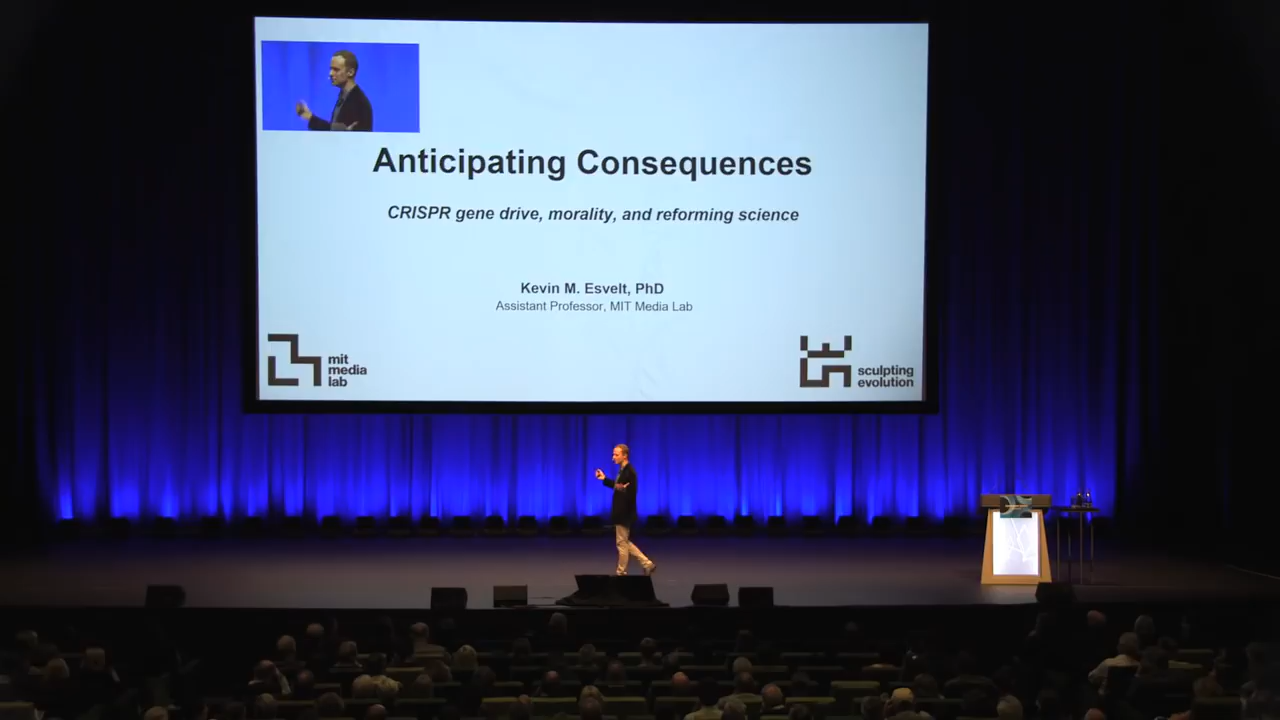 Anticipating Consequences
CRISPR gene drive, morality, and reforming science
Kevin M. Esvelt, PhD
Assistant Professor, MIT Media Lab
mit
media
lab
sculpting
evolution